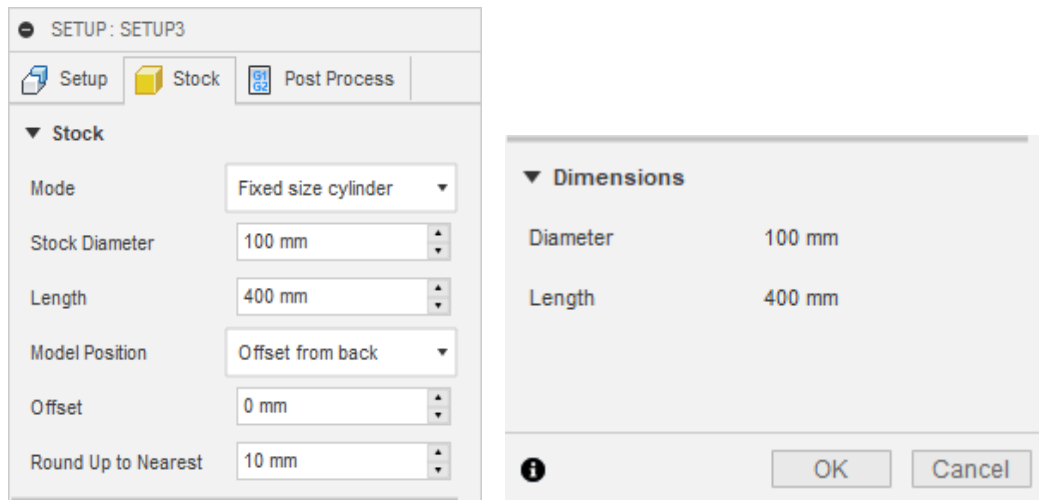 SETUP : SETUP3
Setup Stock G1 G2 Post Process
Stock
Mode Fixed size cylinder
Stock Diameter 100 mm
Length 400 mm
Model Position Offset from back
Offset 0 mm
Round Up to Nearest 10 mm
Dimensions
Diameter 100 mm
Length 400 mm
OK Cancel